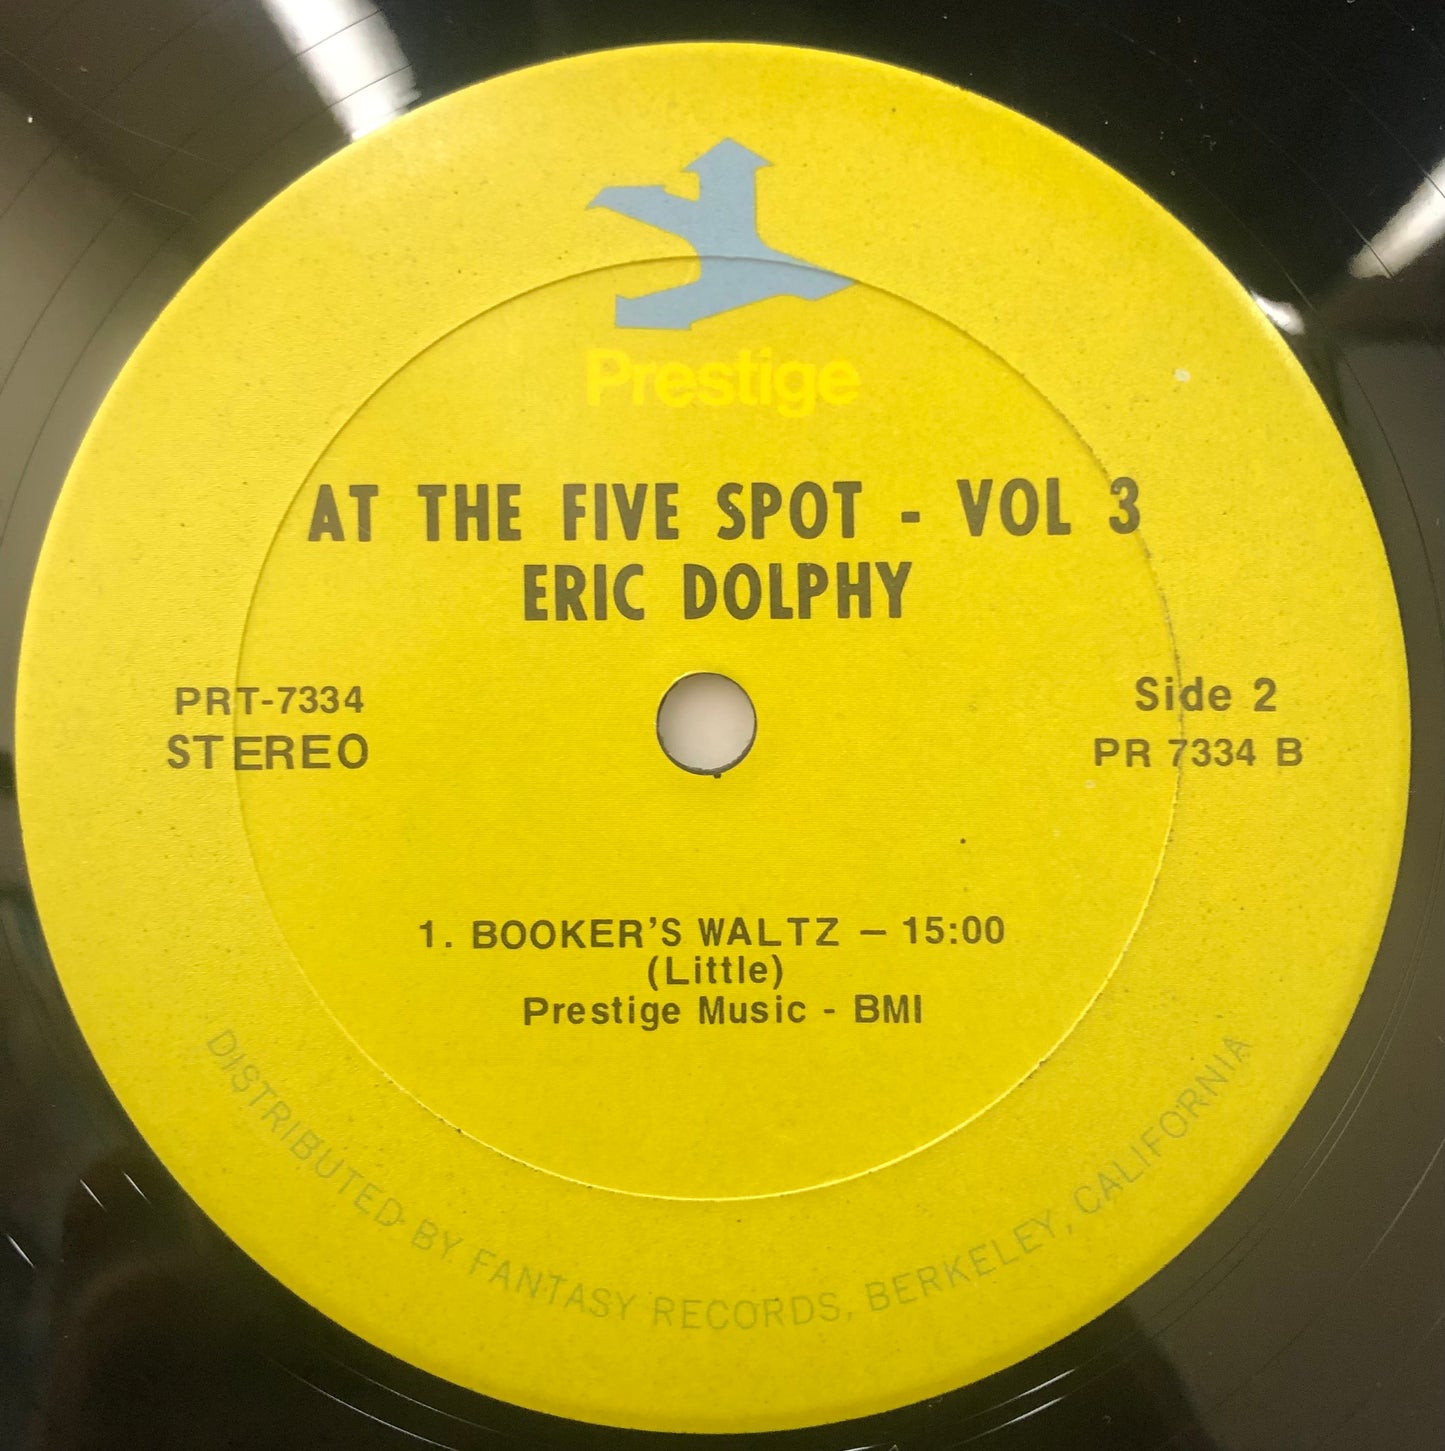 Prestige
AT THE FIVE SPOT - VOL 3
ERIC DOLPHY
PRT-7334
STEREO
Side 2
PR 7334 B
1. BOOKER'S WALTZ — 15:00
(Little)
Prestige Music - BMI
DISTRIBUTED BY FANTASY RECORDS, BERKELEY, CALIFORNIA